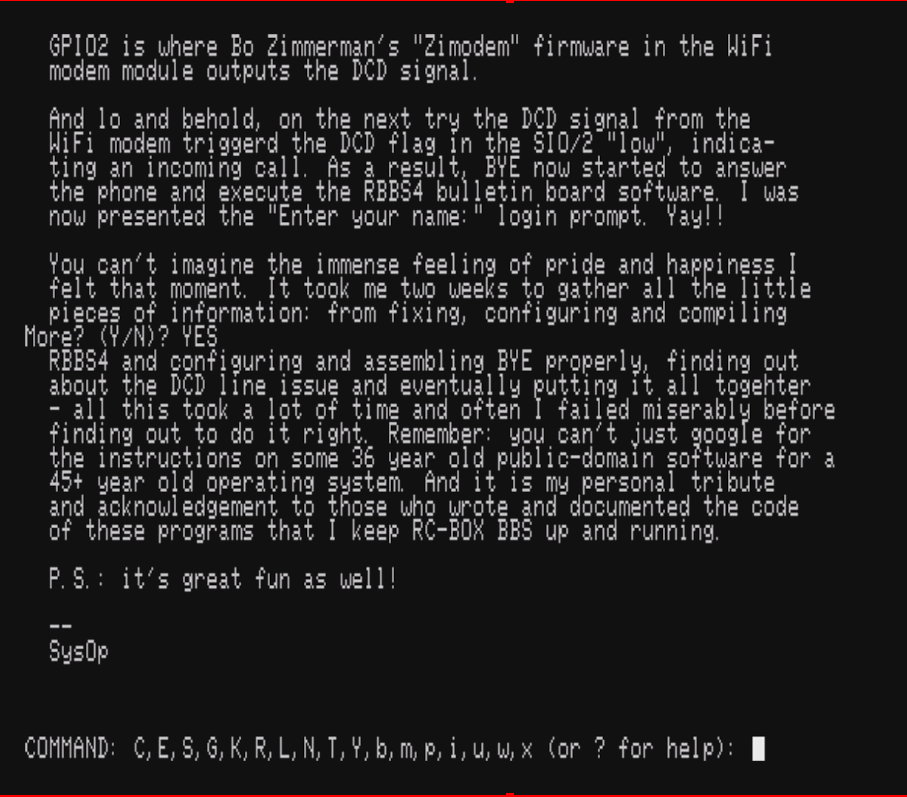 GPIO2 is where Bo Zimmerman's "Zimodem" firmware in the WiFi
modem module outputs the DCD signal.
And lo and behold, on the next try the DCD signal from the
WiFi modem triggerd the DCD flag in the SIO/2 "low", indica-
ting an incoming call. As a result, BYE now started to answer
the phone and execute the RBBS4 bulletin board software. I was
now presented the "Enter your name:" login prompt. Yay!!
You can't imagine the immense feeling of pride and happiness I
felt that moment. It took me two weeks to gather all the little
pieces of information: from fixing, configuring and compiling
More? (Y/N)? YES
RBBS4 and configuring and assembling BYE properly, finding out
about the DCD line issue and eventually putting it all togehter
- all this took a lot of time and often I failed miserably before
finding out to do it right. Remember: you can't just google for
the instructions on some 36 year old public-domain software for a
45+ year old operating system. And it is my personal tribute
and acknowledgement to those who wrote and documented the code
of these programs that I keep RC-BOX BBS up and running.
P.S.: it's great fun as well!
--
SysOp
COMMAND: C,E,S,G,K,R,L,N,T,Y,b,m,p,i,u,w,x (or ? for help):